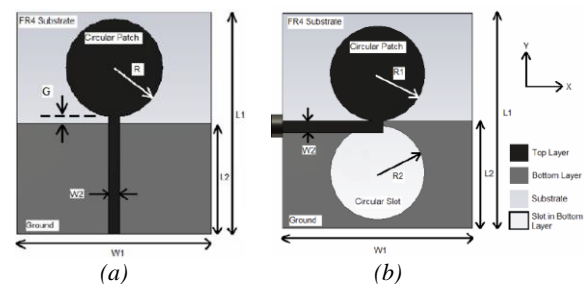 FR4 Substrate
Circular Patch
R
G
L1
W2
L2
Ground
W1
(a)
FR4 Substrate
Circular Patch
R1
L1
W2
R2
L2
Circular Slot
Ground
W1
(b)
Y
X
Top Layer
Bottom Layer
Substrate
Slot in Bottom
Layer